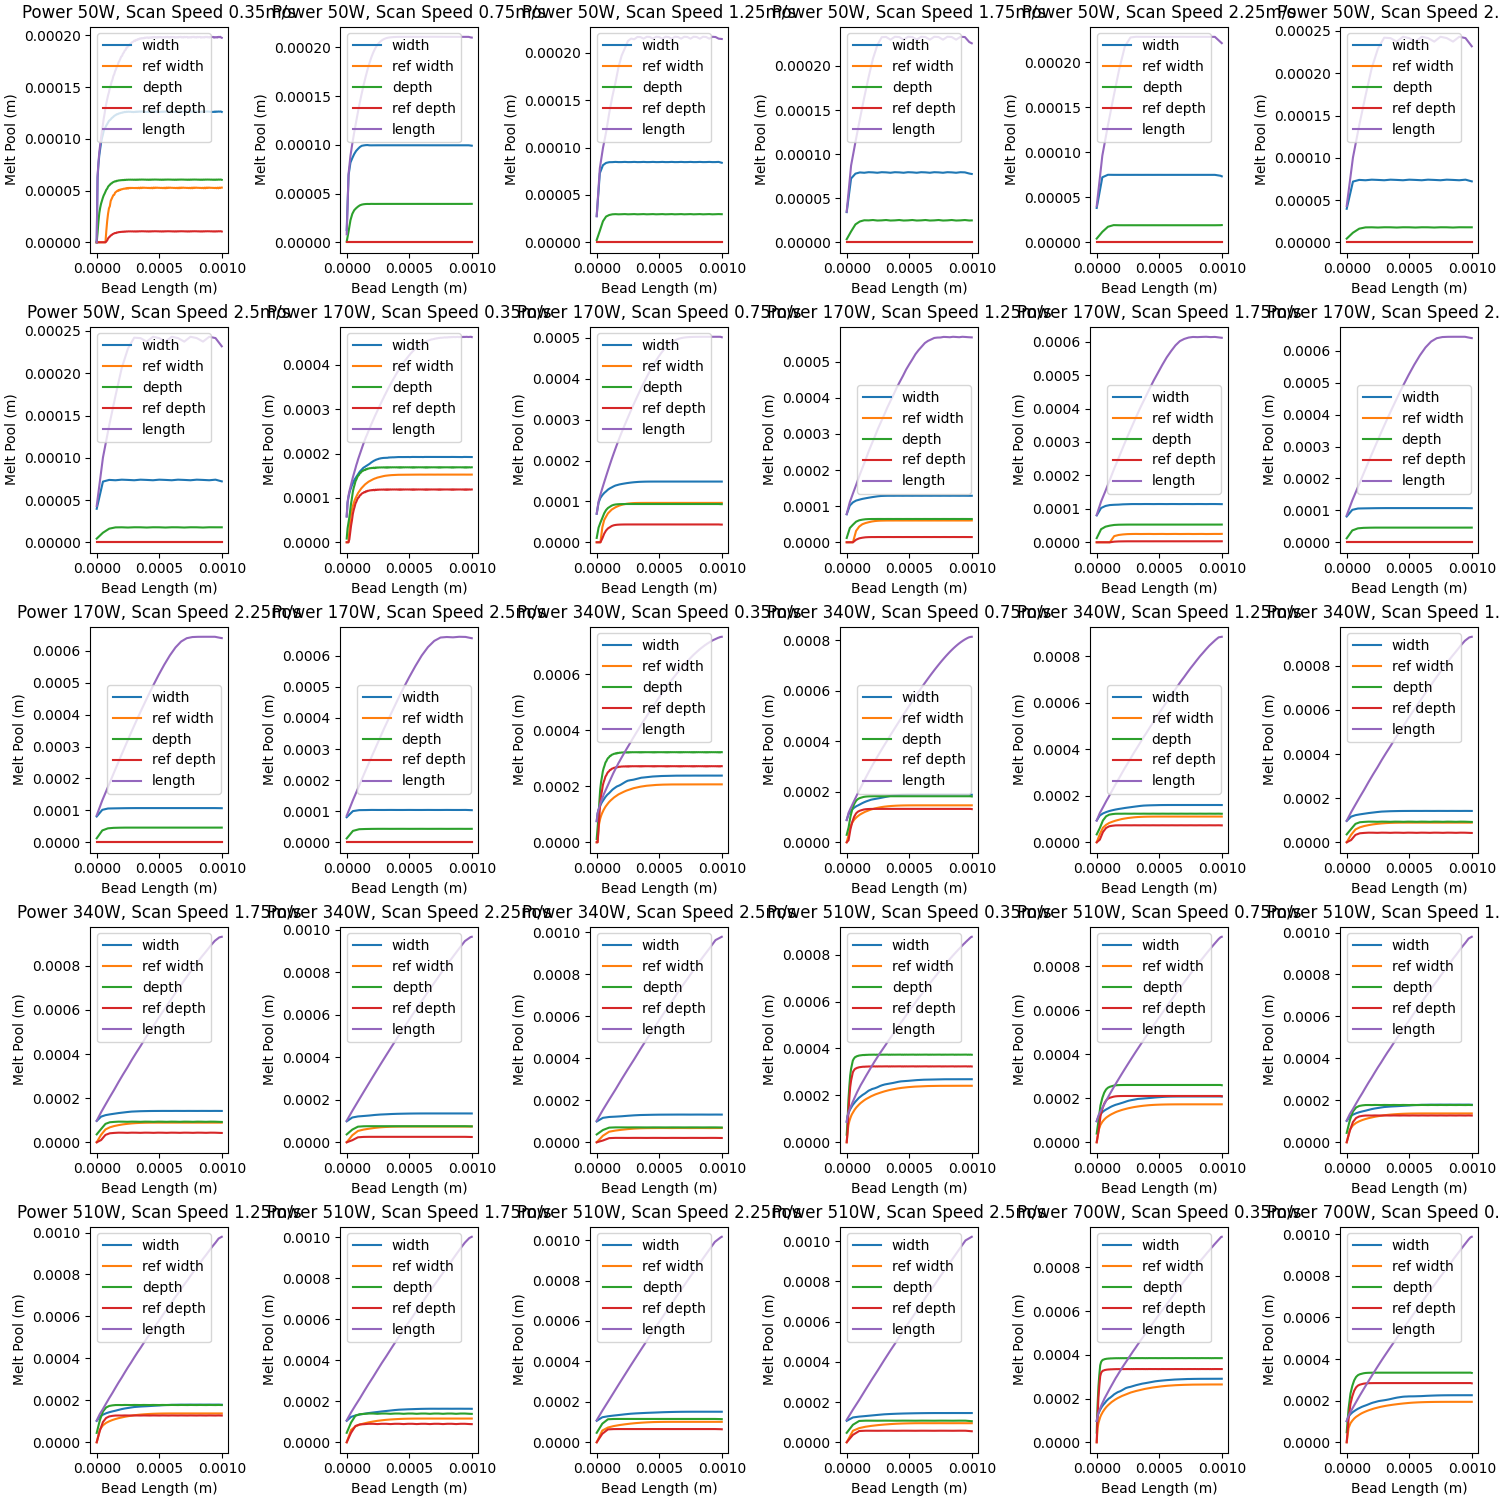 Power 50W, Scan Speed 0.35m/s Power 50W, Scan Speed 0.75m/s Power 50W, Scan Speed 1.25m/s Power 50W, Scan Speed 1.75m/s Power 50W, Scan Speed 2.25m/s Power 50W, Scan Speed 2.
0.00020 0.00015 0.00010 0.00005 0.00000
0.00020 0.00015 0.00010 0.00005 0.00000
0.00020 0.00015 0.00010 0.00005 0.00000
0.00020 0.00015 0.00010 0.00005 0.00000
0.00020 0.00015 0.00010 0.00005 0.00000
0.00025 0.00020 0.00015 0.00010 0.00005 0.00000
Melt Pool (m) Melt Pool (m) Melt Pool (m) Melt Pool (m) Melt Pool (m) Melt Pool (m)
width width width width width width
ref width ref width ref width ref width ref width ref width
depth depth depth depth depth depth
ref depth ref depth ref depth ref depth ref depth ref depth
length length length length length length
0.0000 0.0005 0.0010 0.0000 0.0005 0.0010 0.0000 0.0005 0.0010 0.0000 0.0005 0.0010 0.0000 0.0005 0.0010 0.0000 0.0005 0.0010
Bead Length (m) Bead Length (m) Bead Length (m) Bead Length (m) Bead Length (m) Bead Length (m)
Power 50W, Scan Speed 2.5m/s Power 170W, Scan Speed 0.35m/s Power 170W, Scan Speed 0.75m/s Power 170W, Scan Speed 1.25m/s Power 170W, Scan Speed 1.75m/s Power 170W, Scan Speed 2.
0.00025 0.00020 0.00015 0.00010 0.00005 0.00000
0.0004 0.0003 0.0002 0.0001 0.0000
0.0005 0.0004 0.0003 0.0002 0.0001 0.0000
0.0005 0.0004 0.0003 0.0002 0.0001 0.0000
0.0006 0.0005 0.0004 0.0003 0.0002 0.0001 0.0000
0.0006 0.0005 0.0004 0.0003 0.0002 0.0001 0.0000
Melt Pool (m) Melt Pool (m) Melt Pool (m) Melt Pool (m) Melt Pool (m) Melt Pool (m)
width width width width width width
ref width ref width ref width ref width ref width ref width
depth depth depth depth depth depth
ref depth ref depth ref depth ref depth ref depth ref depth
length length length length length length
0.0000 0.0005 0.0010 0.0000 0.0005 0.0010 0.0000 0.0005 0.0010 0.0000 0.0005 0.0010 0.0000 0.0005 0.0010 0.0000 0.0005 0.0010
Bead Length (m) Bead Length (m) Bead Length (m) Bead Length (m) Bead Length (m) Bead Length (m)
Power 170W, Scan Speed 2.25m/s Power 170W, Scan Speed 2.5m/s Power 340W, Scan Speed 0.35m/s Power 340W, Scan Speed 0.75m/s Power 340W, Scan Speed 1.25m/s Power 340W, Scan Speed 1.
0.0006 0.0005 0.0004 0.0003 0.0002 0.0001 0.0000
0.0006 0.0005 0.0004 0.0003 0.0002 0.0001 0.0000
0.0006 0.0004 0.0002 0.0000
0.0008 0.0006 0.0004 0.0002 0.0000
0.0008 0.0006 0.0004 0.0002 0.0000
0.0008 0.0006 0.0004 0.0002 0.0000
Melt Pool (m) Melt Pool (m) Melt Pool (m) Melt Pool (m) Melt Pool (m) Melt Pool (m)
width width width width width width
ref width ref width ref width ref width ref width ref width
depth depth depth depth depth depth
ref depth ref depth ref depth ref depth ref depth ref depth
length length length length length length
0.0000 0.0005 0.0010 0.0000 0.0005 0.0010 0.0000 0.0005 0.0010 0.0000 0.0005 0.0010 0.0000 0.0005 0.0010 0.0000 0.0005 0.0010
Bead Length (m) Bead Length (m) Bead Length (m) Bead Length (m) Bead Length (m) Bead Length (m)
Power 340W, Scan Speed 1.75m/s Power 340W, Scan Speed 2.25m/s Power 340W, Scan Speed 2.5m/s Power 510W, Scan Speed 0.35m/s Power 510W, Scan Speed 0.75m/s Power 510W, Scan Speed 1.
0.0008 0.0006 0.0004 0.0002 0.0000
0.0010 0.0008 0.0006 0.0004 0.0002 0.0000
0.0010 0.0008 0.0006 0.0004 0.0002 0.0000
0.0008 0.0006 0.0004 0.0002 0.0000
0.0008 0.0006 0.0004 0.0002 0.0000
0.0010 0.0008 0.0006 0.0004 0.0002 0.0000
Melt Pool (m) Melt Pool (m) Melt Pool (m) Melt Pool (m) Melt Pool (m) Melt Pool (m)
width width width width width width
ref width ref width ref width ref width ref width ref width
depth depth depth depth depth depth
ref depth ref depth ref depth ref depth ref depth ref depth
length length length length length length
0.0000 0.0005 0.0010 0.0000 0.0005 0.0010 0.0000 0.0005 0.0010 0.0000 0.0005 0.0010 0.0000 0.0005 0.0010 0.0000 0.0005 0.0010
Bead Length (m) Bead Length (m) Bead Length (m) Bead Length (m) Bead Length (m) Bead Length (m)
Power 510W, Scan Speed 1.25m/s Power 510W, Scan Speed 1.75m/s Power 510W, Scan Speed 2.25m/s Power 510W, Scan Speed 2.5m/s Power 700W, Scan Speed 0.35m/s Power 700W, Scan Speed 0.
0.0010 0.0008 0.0006 0.0004 0.0002 0.0000
0.0010 0.0008 0.0006 0.0004 0.0002 0.0000
0.0010 0.0008 0.0006 0.0004 0.0002 0.0000
0.0010 0.0008 0.0006 0.0004 0.0002 0.0000
0.0008 0.0006 0.0004 0.0002 0.0000
0.0010 0.0008 0.0006 0.0004 0.0002 0.0000
Melt Pool (m) Melt Pool (m) Melt Pool (m) Melt Pool (m) Melt Pool (m) Melt Pool (m)
width width width width width width
ref width ref width ref width ref width ref width ref width
depth depth depth depth depth depth
ref depth ref depth ref depth ref depth ref depth ref depth
length length length length length length
0.0000 0.0005 0.0010 0.0000 0.0005 0.0010 0.0000 0.0005 0.0010 0.0000 0.0005 0.0010 0.0000 0.0005 0.0010 0.0000 0.0005 0.0010
Bead Length (m) Bead Length (m) Bead Length (m) Bead Length (m) Bead Length (m) Bead Length (m)